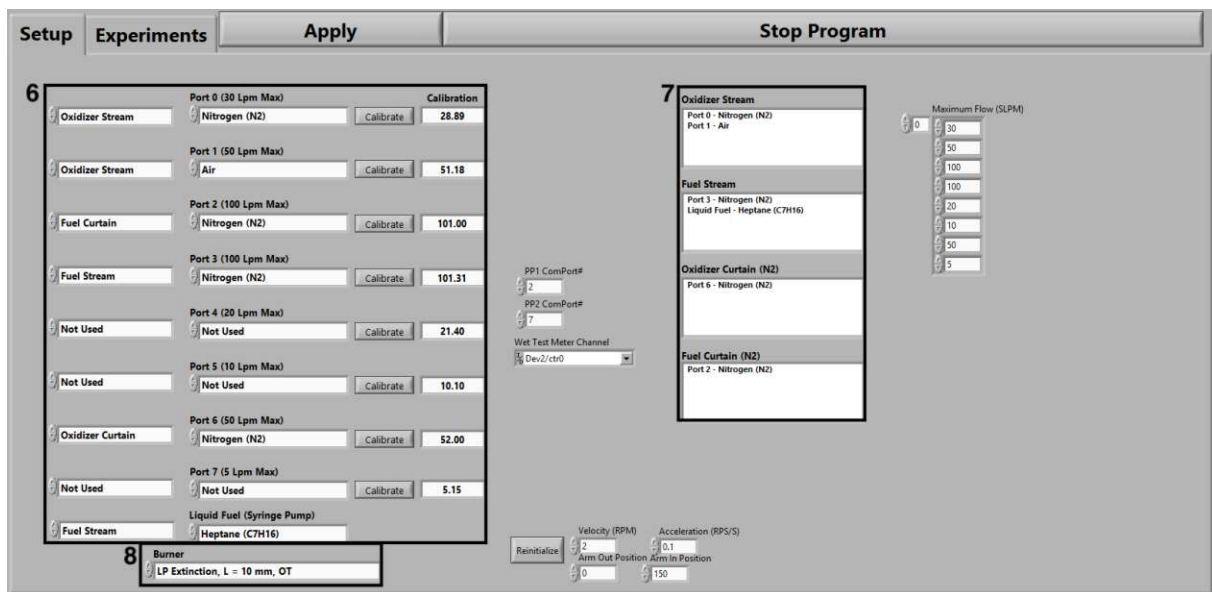 Setup
Experiments
Apply
Stop Program
6
Port 0 (30 Lpm Max)
Calibration
Oxidizer Stream
Nitrogen (N2)
Calibrate
28.89
Port 1 (50 Lpm Max)
Oxidizer Stream
Air
Calibrate
51.18
Port 2 (100 Lpm Max)
Fuel Curtain
Nitrogen (N2)
Calibrate
101.00
Port 3 (100 Lpm Max)
Fuel Stream
Nitrogen (N2)
Calibrate
101.31
Port 4 (20 Lpm Max)
Not Used
Not Used
Calibrate
21.40
Port 5 (10 Lpm Max)
Not Used
Not Used
Calibrate
10.10
Port 6 (50 Lpm Max)
Oxidizer Curtain
Nitrogen (N2)
Calibrate
52.00
Port 7 (5 Lpm Max)
Not Used
Not Used
Calibrate
5.15
Liquid Fuel (Syringe Pump)
Fuel Stream
Heptane (C7H16)
8
Burner
LP Extinction, L = 10 mm, OT
PP1 ComPort#
2
PP2 ComPort#
7
Wet Test Meter Channel
Dev2/ctr0
7
Oxidizer Stream
Port 0 - Nitrogen (N2)
Port 1 - Air
Fuel Stream
Port 3 - Nitrogen (N2)
Liquid Fuel - Heptane (C7H16)
Oxidizer Curtain (N2)
Port 6 - Nitrogen (N2)
Fuel Curtain (N2)
Port 2 - Nitrogen (N2)
Maximum Flow (SLPM)
0
30
50
100
100
20
10
50
5
Reinitialize
Velocity (RPM)
2
Acceleration (RPS/S)
0.1
Arm Out Position
0
Arm In Position
150